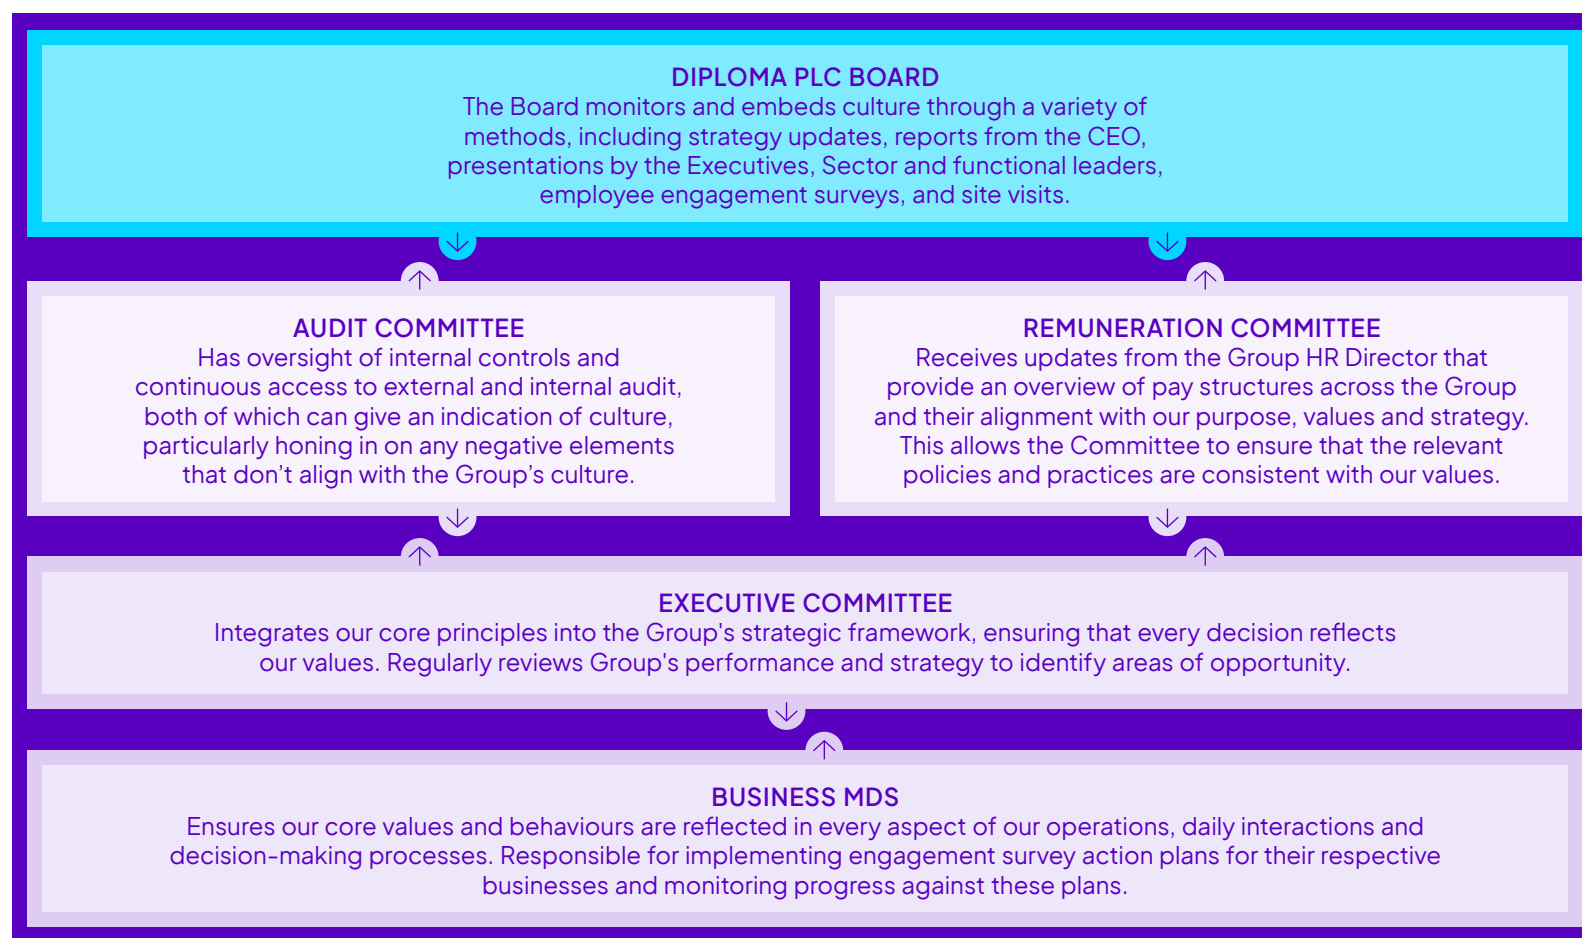 DIPLOMA PLC BOARD
The Board monitors and embeds culture through a variety of
methods, including strategy updates, reports from the CEO,
presentations by the Executives, Sector and functional leaders,
employee engagement surveys, and site visits.
AUDIT COMMITTEE
Has oversight of internal controls and
continuous access to external and internal audit,
both of which can give an indication of culture,
particularly honing in on any negative elements
that don’t align with the Group’s culture.
REMUNERATION COMMITTEE
Receives updates from the Group HR Director that
provide an overview of pay structures across the Group
and their alignment with our purpose, values and strategy.
This allows the Committee to ensure that the relevant
policies and practices are consistent with our values.
EXECUTIVE COMMITTEE
Integrates our core principles into the Group's strategic framework, ensuring that every decision reflects
our values. Regularly reviews Group's performance and strategy to identify areas of opportunity.
BUSINESS MDS
Ensures our core values and behaviours are reflected in every aspect of our operations, daily interactions and
decision-making processes. Responsible for implementing engagement survey action plans for their respective
businesses and monitoring progress against these plans.